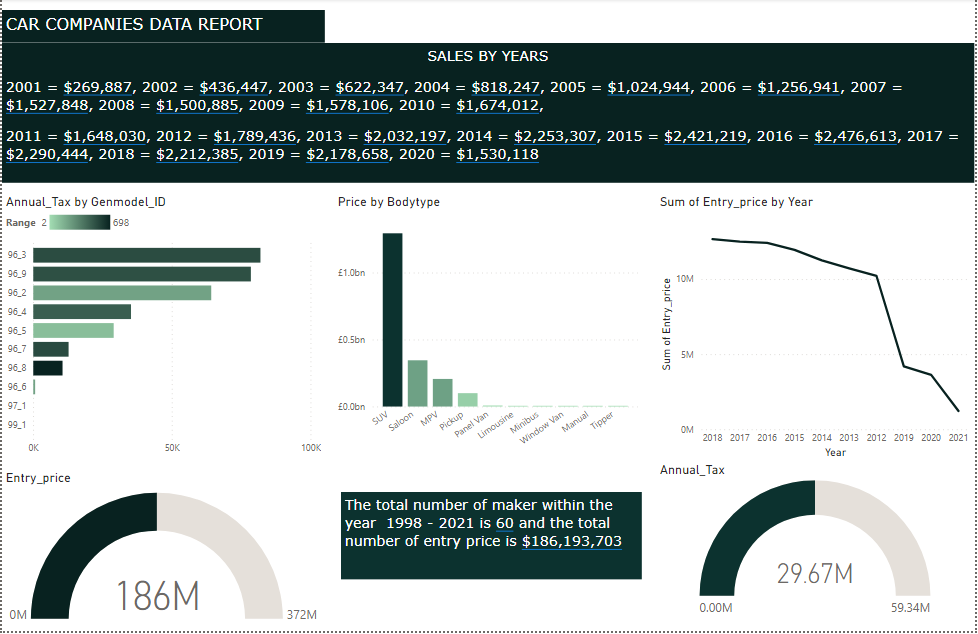 CAR COMPANIES DATA REPORT
SALES BY YEARS
2001 = $269,887, 2002 = $436,447, 2003 = $622,347, 2004 = $818,247, 2005 = $1,024,944, 2006 = $1,256,941, 2007 =
$1,527,848, 2008 = $1,500,885, 2009 = $1,578,106, 2010 = $1,674,012,
2011 = $1,648,030, 2012 = $1,789,436, 2013 = $2,032,197, 2014 = $2,253,307, 2015 = $2,421,219, 2016 = $2,476,613, 2017 =
$2,290,444, 2018 = $2,212,385, 2019 = $2,178,658, 2020 = $1,530,118
Annual_Tax by Genmodel_ID
Range 2 698
96_3
96_9
96_2
96_4
96_5
96_7
96_8
96_6
97_1
99_1
0K 50K 100K
Price by Bodytype
£1.0bn
£0.5bn
£0.0bn
SUV Saloon MPV Pickup Panel Van Limousine Minibus Window Van Manual Tipper
Sum of Entry_price by Year
Sum of Entry_price
10M
5M
0M
2018 2017 2016 2015 2014 2013 2012 2019 2020 2021
Year
Entry_price
186M
0M 372M
The total number of maker within the
year 1998 - 2021 is 60 and the total
number of entry price is $186,193,703
Annual_Tax
29.67M
0.00M 59.34M